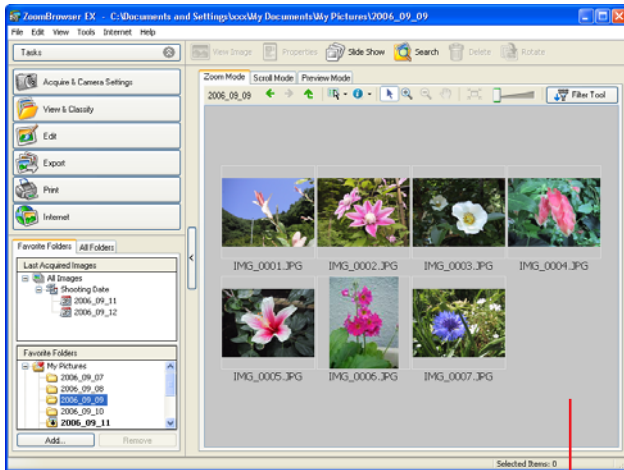 ZoomBrowser EX - C:\Documents and Settings\xxx\My Documents\My Pictures\2006_09_09
File Edit View Tools Internet Help
Tasks
View Image Properties Slide Show Search Delete Rotate
Acquire & Camera Settings
View & Classify
Edit
Export
Print
Internet
Zoom Mode Scroll Mode Preview Mode
2006_09_09 Filter Tool
IMG_0001.JPG IMG_0002.JPG IMG_0003.JPG IMG_0004.JPG
IMG_0005.JPG IMG_0006.JPG IMG_0007.JPG
Favorite Folders All Folders
Last Acquired Images
All Images
Shooting Date
2006_09_11
2006_09_12
Favorite Folders
My Pictures
2006_09_07
2006_09_08
2006_09_09
2006_09_10
2006_09_11
Add... Remove
Selected Items: 0